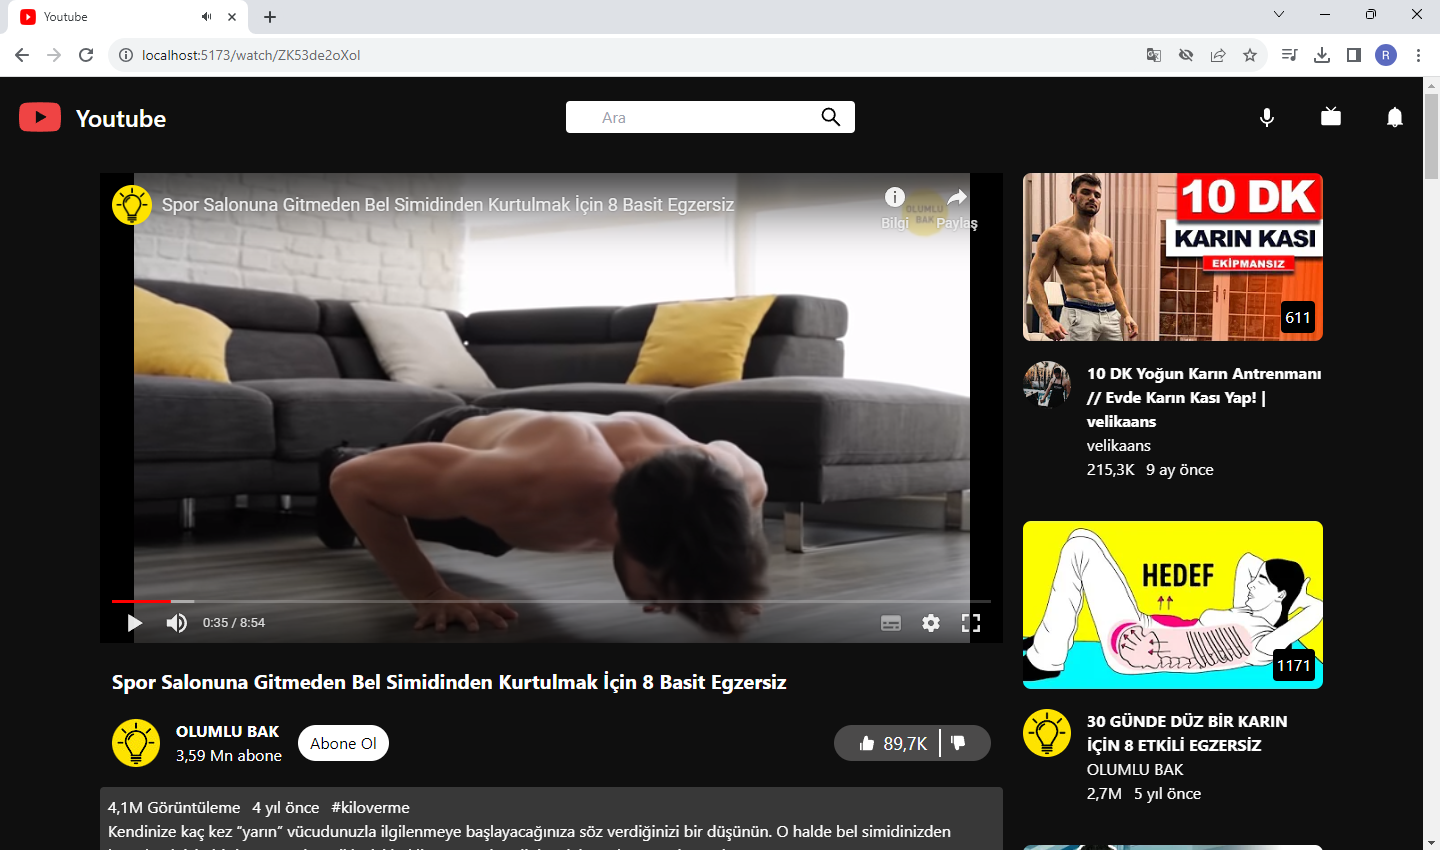 Youtube
localhost:5173/watch/ZK53de2oXoI
R
Youtube
Ara
Spor Salonuna Gitmeden Bel Simidinden Kurtulmak İçin 8 Basit Egzersiz
OLUMLU
BAK
Bilgi
Paylaş
0:35 / 8:54
Spor Salonuna Gitmeden Bel Simidinden Kurtulmak İçin 8 Basit Egzersiz
OLUMLU BAK
3,59 Mn abone
Abone Ol
89,7K
4,1M Görüntüleme 4 yıl önce #kiloverme
Kendinize kaç kez “yarın” vücudunuzla ilgilenmeye başlayacağınıza söz verdiğinizi bir düşünün. O halde bel simidinizden
10 DK
KARIN KASI
EKİPMANSIZ
611
10 DK Yoğun Karın Antrenmanı
// Evde Karın Kası Yap! |
velikaans
velikaans
215,3K 9 ay önce
HEDEF
1171
30 GÜNDE DÜZ BİR KARIN
İÇİN 8 ETKİLİ EGZERSİZ
OLUMLU BAK
2,7M 5 yıl önce